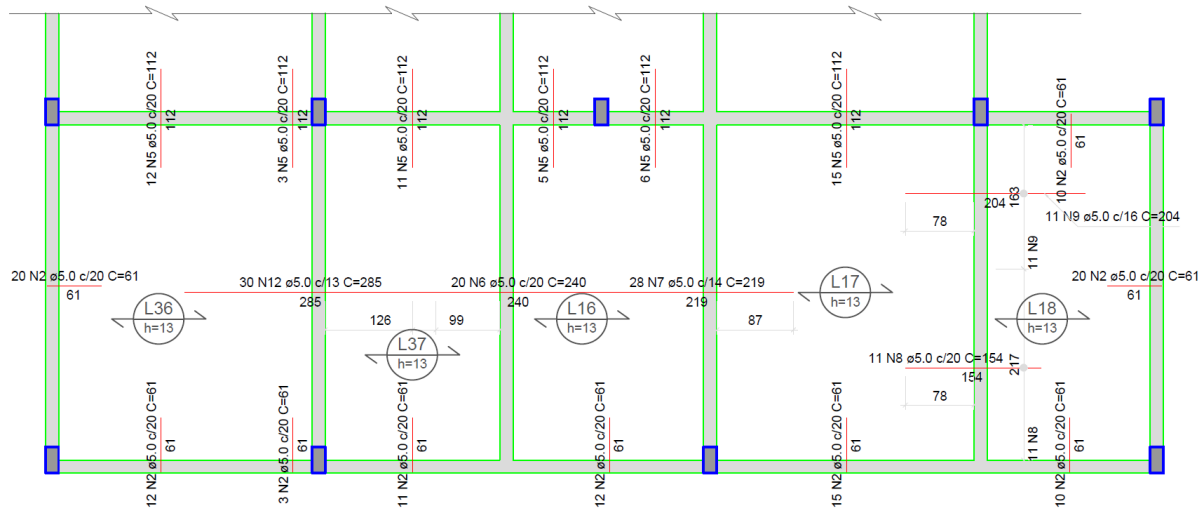 12 N5 ø5.0 c/20 C=112
112
3 N5 ø5.0 c/20 C=112
112
11 N5 ø5.0 c/20 C=112
112
5 N5 ø5.0 c/20 C=112
112
6 N5 ø5.0 c/20 C=112
112
15 N5 ø5.0 c/20 C=112
112
10 N2 ø5.0 c/20 C=61
61
204
163
11 N9 ø5.0 c/16 C=204
78
11 N9
20 N2 ø5.0 c/20 C=61
61
30 N12 ø5.0 c/13 C=285
285
20 N6 ø5.0 c/20 C=240
240
28 N7 ø5.0 c/14 C=219
219
20 N2 ø5.0 c/20 C=61
61
L36
h=13
126
99
L37
h=13
L16
h=13
87
L17
h=13
L18
h=13
11 N8 ø5.0 c/20 C=154
154
217
78
11 N8
12 N2 ø5.0 c/20 C=61
61
3 N2 ø5.0 c/20 C=61
61
11 N2 ø5.0 c/20 C=61
61
12 N2 ø5.0 c/20 C=61
61
15 N2 ø5.0 c/20 C=61
61
10 N2 ø5.0 c/20 C=61
61